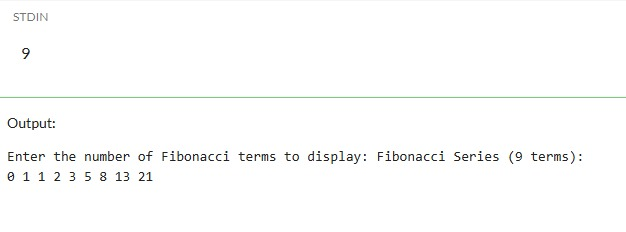 STDIN
9
Output:
Enter the number of Fibonacci terms to display: Fibonacci Series (9 terms):
0 1 1 2 3 5 8 13 21